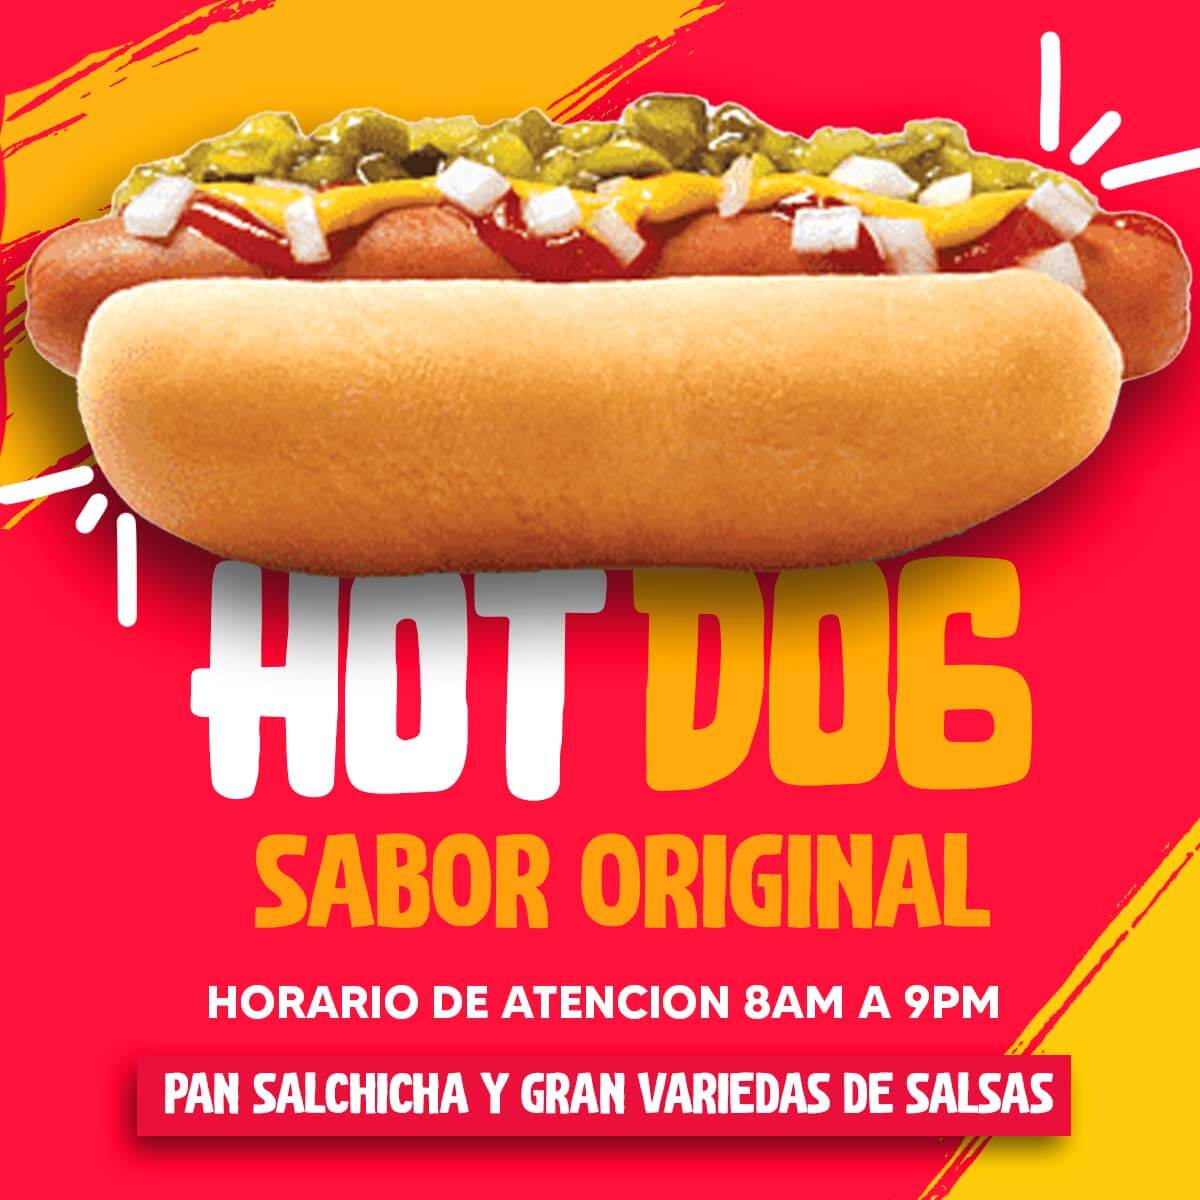 HOT DOG
SABOR ORIGINAL
HORARIO DE ATENCION 8AM A 9PM
PAN SALCHICHA Y GRAN VARIEDAS DE SALSAS